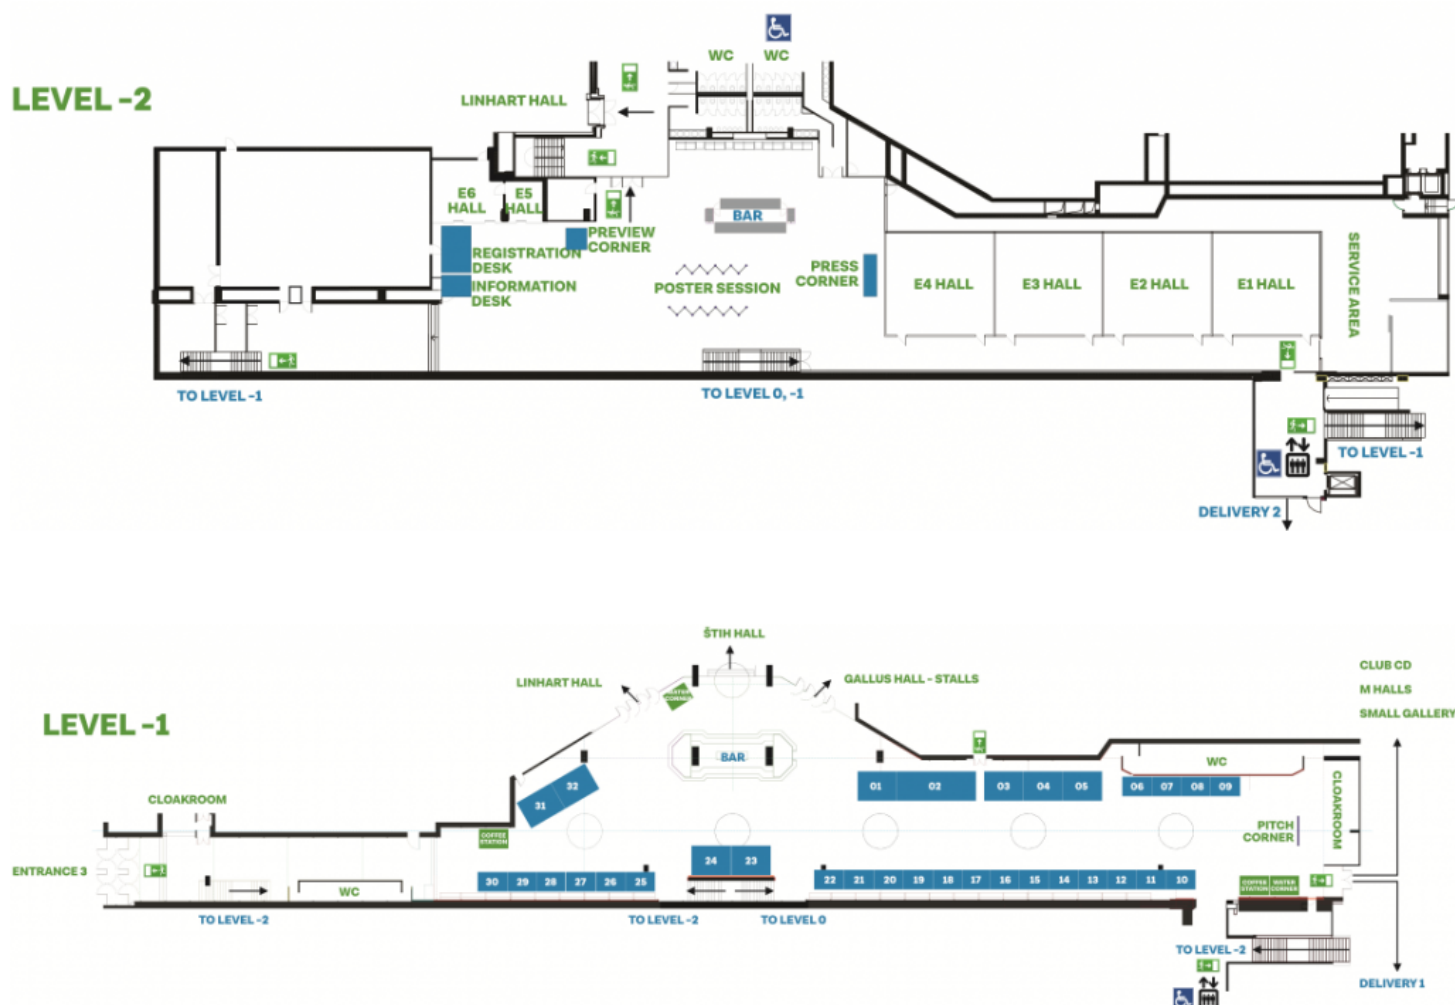 LEVEL -2
WC
WC
LINHART HALL
E6
HALL
E5
HALL
BAR
PREVIEW
CORNER
REGISTRATION
DESK
INFORMATION
DESK
POSTER SESSION
PRESS
CORNER
E4 HALL
E3 HALL
E2 HALL
E1 HALL
SERVICE AREA
TO LEVEL -1
TO LEVEL 0, -1
TO LEVEL -1
DELIVERY 2
LEVEL -1
ŠTIH HALL
LINHART HALL
WATER
CORNER
GALLUS HALL - STALLS
CLUB CD
M HALLS
SMALL GALLERY
BAR
WC
CLOAKROOM
31
32
01
02
03
04
05
06
07
08
09
CLOAKROOM
COFFEE
STATION
PITCH
CORNER
ENTRANCE 3
WC
30
29
28
27
26
25
24
23
22
21
20
19
18
17
16
15
14
13
12
11
10
COFFEE
STATION
WATER
CORNER
TO LEVEL -2
TO LEVEL -2
TO LEVEL 0
TO LEVEL -2
DELIVERY 1